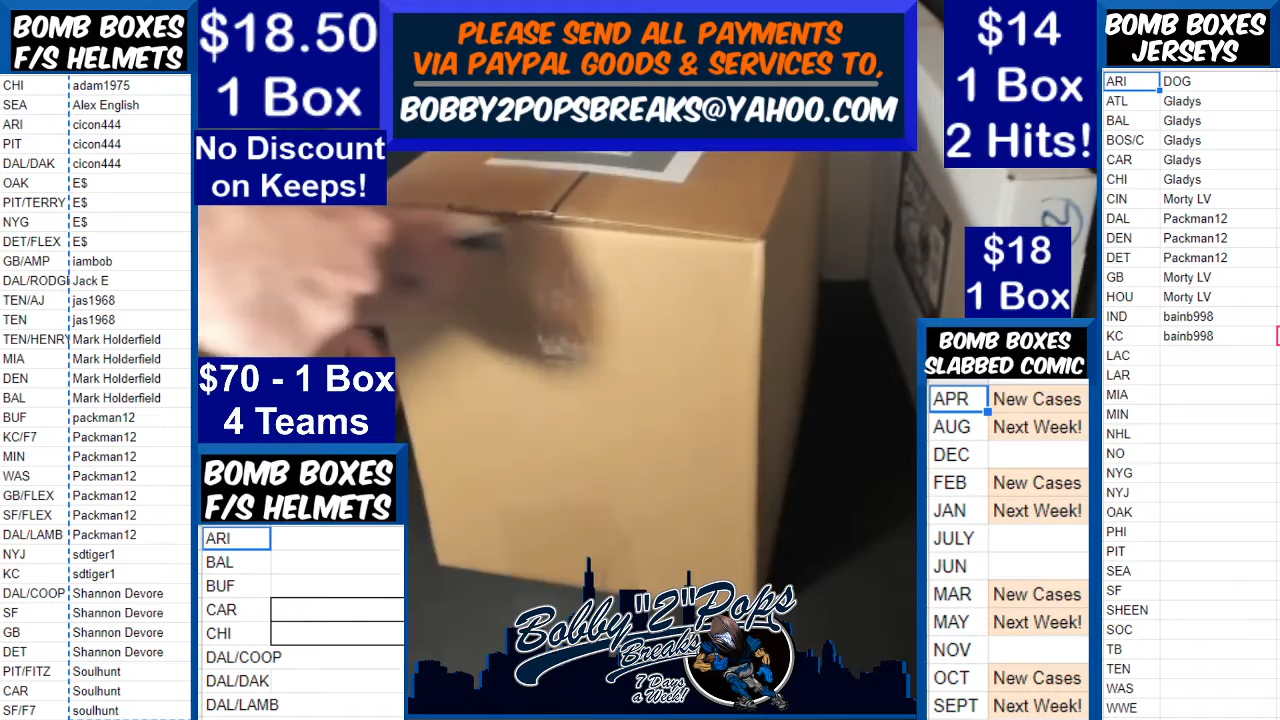 BOMB BOXES
F/S HELMETS
CHI adam1975
SEA Alex English
ARI cicon444
PIT cicon444
DAL/DAK cicon444
OAK E$
PIT/TERRY E$
NYG E$
DET/FLEX E$
GB/AMP iambob
DAL/RODG Jack E
TEN/AJ jas1968
TEN jas1968
TEN/HENRY Mark Holderfield
MIA Mark Holderfield
DEN Mark Holderfield
BAL Mark Holderfield
BUF packman12
KC/F7 Packman12
MIN Packman12
WAS Packman12
GB/FLEX Packman12
SF/FLEX Packman12
DAL/LAMB Packman12
NYJ sdtiger1
KC sdtiger1
DAL/COOP Shannon Devore
SF Shannon Devore
GB Shannon Devore
DET Shannon Devore
PIT/FITZ Soulhunt
CAR Soulhunt
SF/F7 soulhunt
$18.50
1 Box
No Discount
on Keeps!
$70 - 1 Box
4 Teams
BOMB BOXES
F/S HELMETS
ARI
BAL
BUF
CAR
CHI
DAL/COOP
DAL/DAK
DAL/LAMB
PLEASE SEND ALL PAYMENTS
VIA PAYPAL GOODS & SERVICES TO,
BOBBY2POPSBREAKS@YAHOO.COM
Bobby "2" Pops
Breaks
7 Days
a Week!
$14
1 Box
2 Hits!
$18
1 Box
BOMB BOXES
SLABBED COMIC
APR New Cases
AUG Next Week!
DEC
FEB New Cases
JAN Next Week!
JULY
JUN
MAR New Cases
MAY Next Week!
NOV
OCT New Cases
SEPT Next Week!
BOMB BOXES
JERSEYS
ARI DOG
ATL Gladys
BAL Gladys
BOS/C Gladys
CAR Gladys
CHI Gladys
CIN Morty LV
DAL Packman12
DEN Packman12
DET Packman12
GB Morty LV
HOU Morty LV
IND bainb998
KC bainb998
LAC
LAR
MIA
MIN
NHL
NO
NYG
NYJ
OAK
PHI
PIT
SEA
SF
SHEEN
SOC
TB
TEN
WAS
WWE